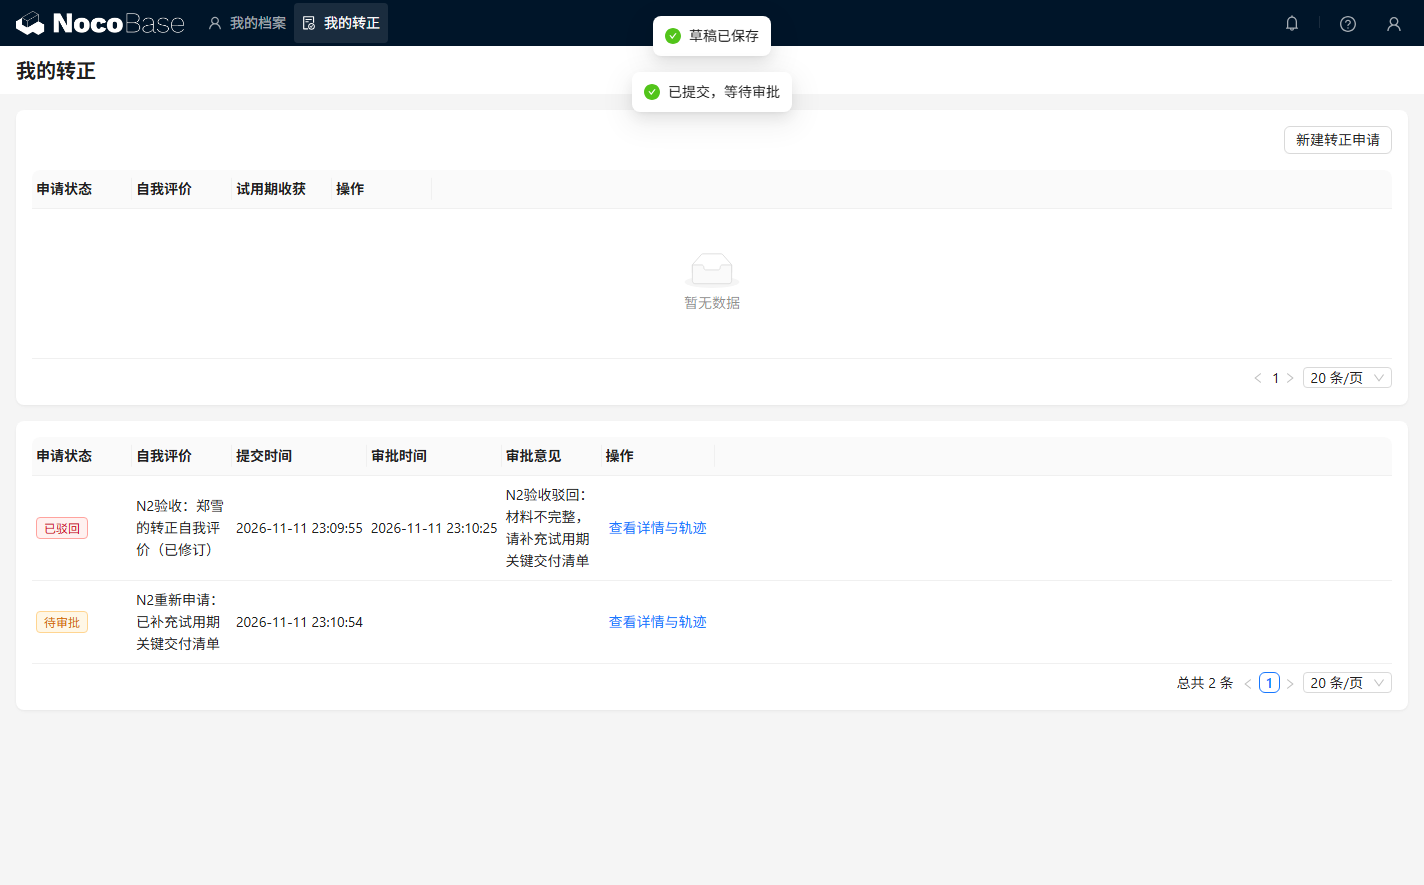 NocoBase
我的档案
我的转正
草稿已保存
我的转正
已提交，等待审批
新建转正申请
申请状态 自我评价 试用期收获 操作
暂无数据
1 20 条/页
申请状态 自我评价 提交时间 审批时间 审批意见 操作
已驳回
N2验收：郑雪
的转正自我评
价（已修订）
2026-11-11 23:09:55 2026-11-11 23:10:25
N2验收驳回：
材料不完整，
请补充试用期
关键交付清单
查看详情与轨迹
待审批
N2重新申请：
已补充试用期
关键交付清单
2026-11-11 23:10:54
查看详情与轨迹
总共 2 条 1 20 条/页